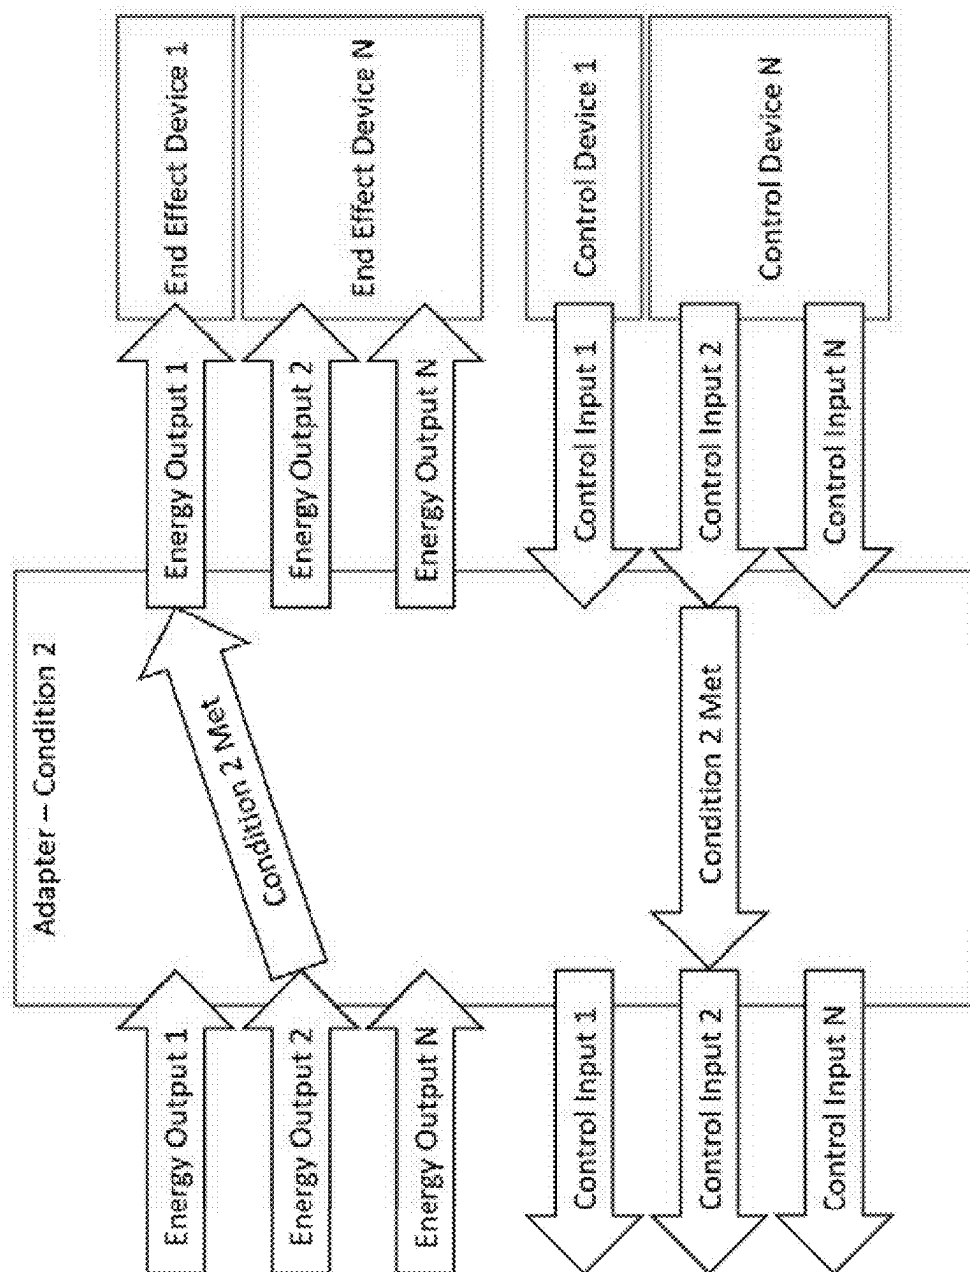 Adapter – Condition 2
Energy Output 1
Energy Output 2
Energy Output N
Condition 2 Met
Energy Output 1
Energy Output 2
Energy Output N
End Effect Device 1
End Effect Device N
Control Input 1
Control Input 2
Control Input N
Condition 2 Met
Control Input 1
Control Input 2
Control Input N
Control Device 1
Control Device N